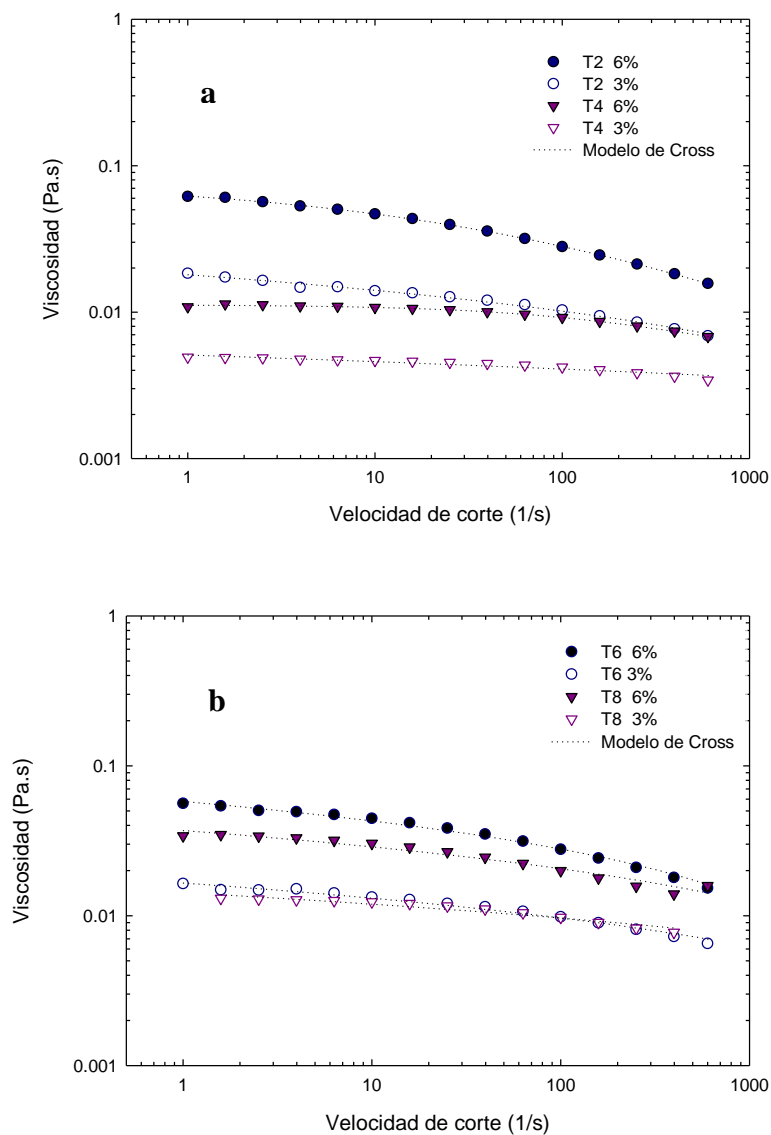 1
a
T2 6%
T2 3%
T4 6%
T4 3%
Modelo de Cross
0.1
Viscosidad (Pa.s)
0.01
0.001
1 10 100 1000
Velocidad de corte (1/s)
1
b
T6 6%
T6 3%
T8 6%
T8 3%
Modelo de Cross
0.1
Viscosidad (Pa.s)
0.01
0.001
1 10 100 1000
Velocidad de corte (1/s)